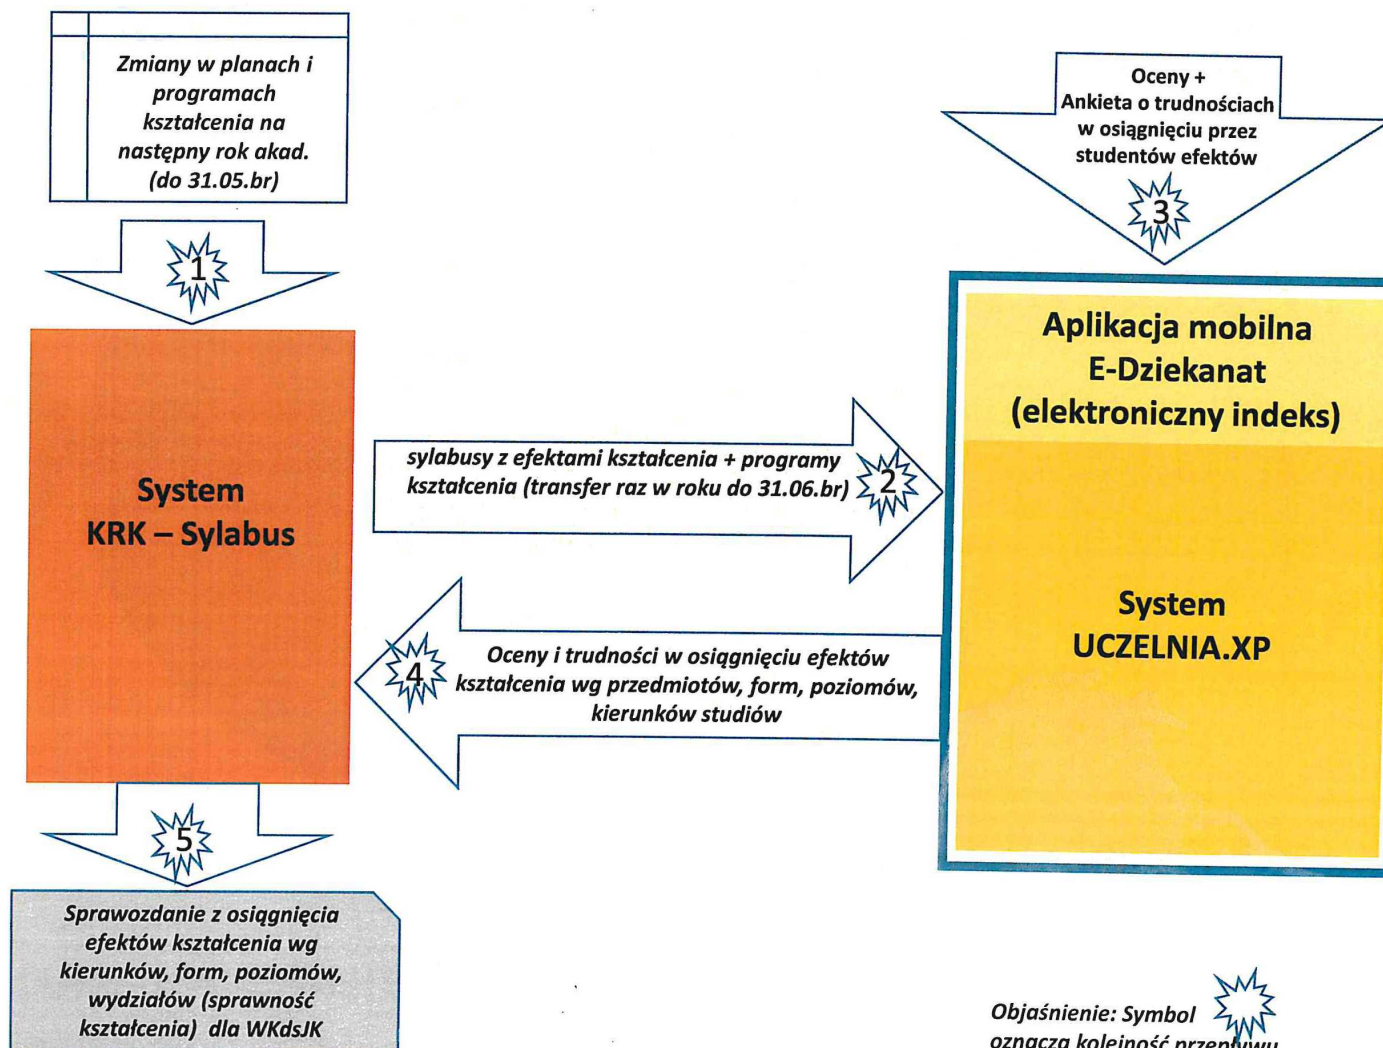 Zmiany w planach i
programach
kształcenia na
następny rok akad.
(do 31.05.br)
1
System
KRK – Sylabus
sylabusy z efektami kształcenia + programy
kształcenia (transfer raz w roku do 31.06.br)
2
Oceny +
Ankieta o trudnościach
w osiągnięciu przez
studentów efektów
3
Aplikacja mobilna
E-Dziekanat
(elektroniczny indeks)
System
UCZELNIA.XP
4
Oceny i trudności w osiągnięciu efektów
kształcenia wg przedmiotów, form, poziomów,
kierunków studiów
5
Sprawozdanie z osiągnięcia
efektów kształcenia wg
kierunków, form, poziomów,
wydziałów (sprawność
kształcenia) dla WKdsJK
Objaśnienie: Symbol
oznacza kolejność przepływu